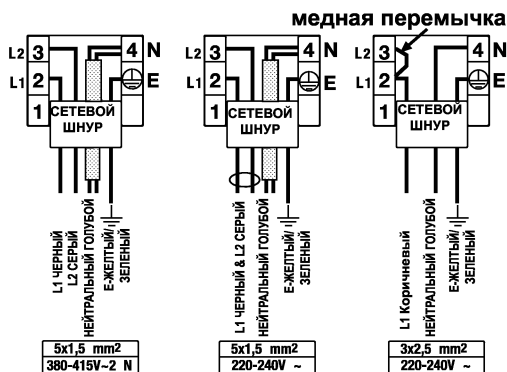 медная перемычка
L2 3 4 N
L1 2 E
1
СЕТЕВОЙ
ШНУР
L1 ЧЕРНЫЙ
L2 СЕРЫЙ
НЕЙТРАЛЬНЫЙ ГОЛУБОЙ
Е-ЖЕЛТЫЙ/
ЗЕЛЕНЫЙ
5x1,5 mm2
380-415V~2 N
L2 3 4 N
L1 2 E
1
СЕТЕВОЙ
ШНУР
L1 ЧЕРНЫЙ & L2 СЕРЫЙ
НЕЙТРАЛЬНЫЙ ГОЛУБОЙ
Е-ЖЕЛТЫЙ/
ЗЕЛЕНЫЙ
5x1,5 mm2
220-240V ~
L2 3 4 N
L1 2 E
1
СЕТЕВОЙ
ШНУР
L1 Коричневый
НЕЙТРАЛЬНЫЙ ГОЛУБОЙ
Е-ЖЕЛТЫЙ/
ЗЕЛЕНЫЙ
3x2,5 mm2
220-240V ~